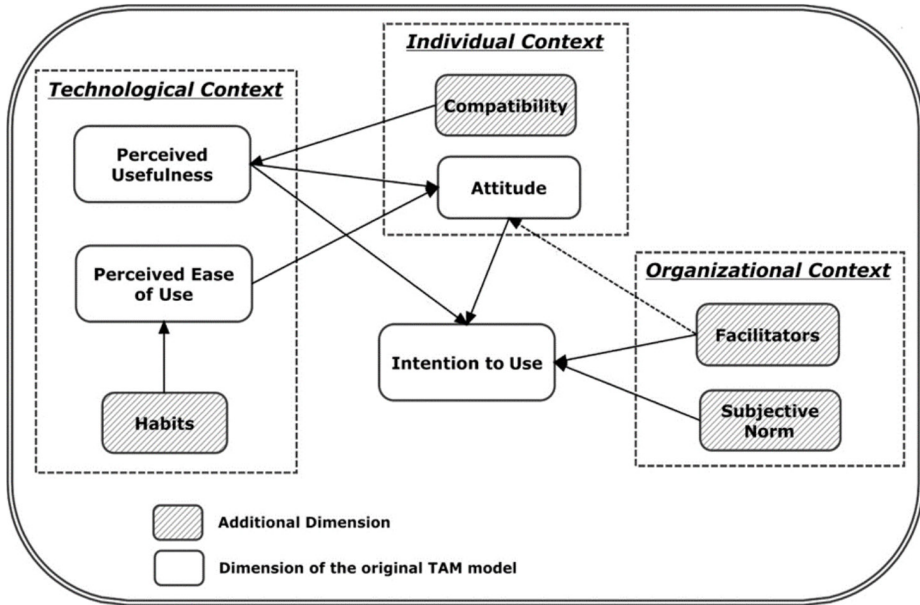 Individual Context
Compatibility
Attitude
Technological Context
Perceived
Usefulness
Perceived Ease
of Use
Habits
Intention to Use
Organizational Context
Facilitators
Subjective
Norm
Additional Dimension
Dimension of the original TAM model